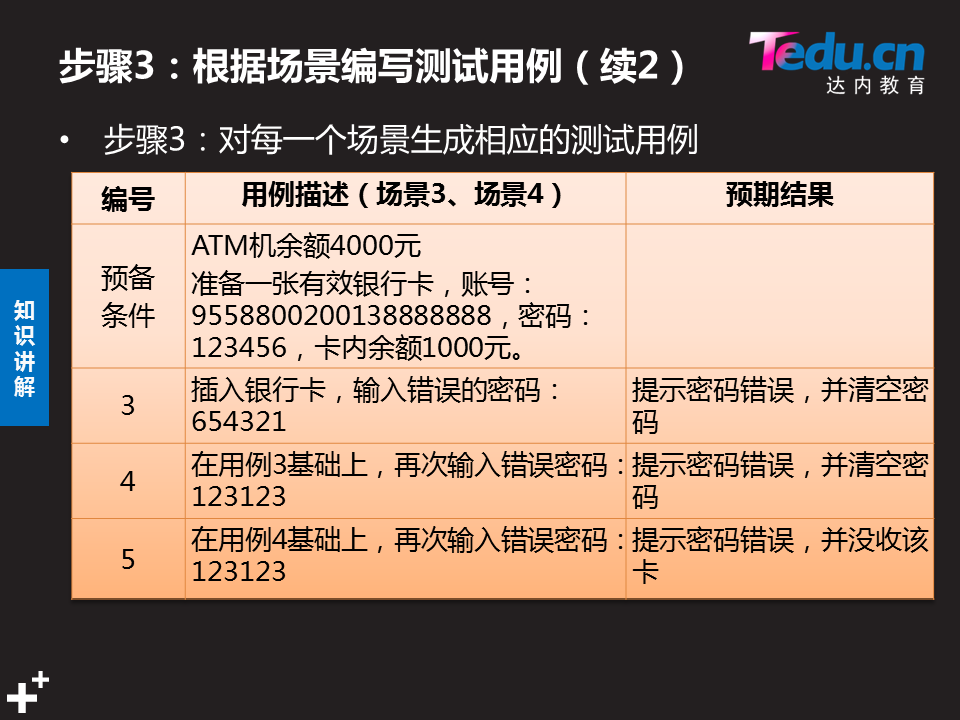 步骤3：根据场景编写测试用例（续2）
Tedu.cn
达内教育
• 步骤3：对每一个场景生成相应的测试用例
编号 用例描述（场景3、场景4） 预期结果
预备
条件
ATM机余额4000元
准备一张有效银行卡，账号：
9558800200138888888，密码：
123456，卡内余额1000元。
3
插入银行卡，输入错误的密码：
654321
提示密码错误，并清空密
码
4
在用例3基础上，再次输入错误密码：
123123
提示密码错误，并清空密
码
5
在用例4基础上，再次输入错误密码：
123123
提示密码错误，并没收该
卡
知
识
讲
解